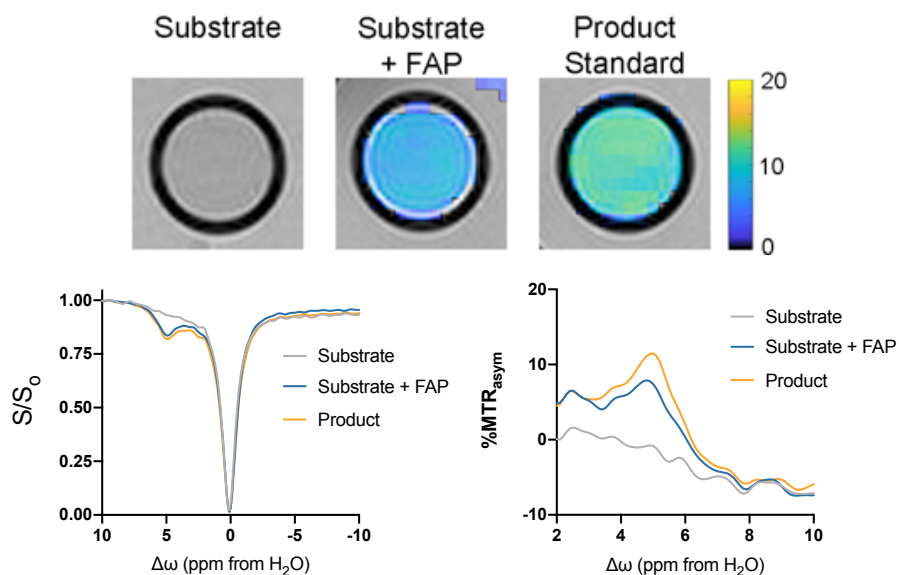 Substrate
Substrate
+ FAP
Product
Standard
20
10
0
1.00
0.75
0.50
0.25
0.00
S/S₀
10
5
0
-5
-10
Δω (ppm from H₂O)
Substrate
Substrate + FAP
Product
20
10
0
-10
%MTRasym
2
4
6
8
10
Δω (ppm from H₂O)
Substrate
Substrate + FAP
Product